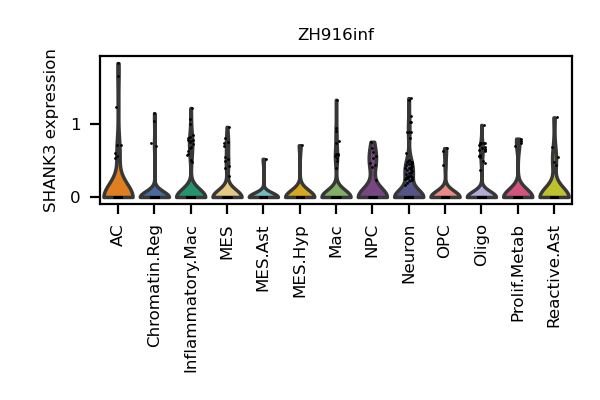 ZH916inf
SHANK3 expression
1
0
AC
Chromatin.Reg
Inflammatory.Mac
MES
MES.Ast
MES.Hyp
Mac
NPC
Neuron
OPC
Oligo
Prolif.Metab
Reactive.Ast